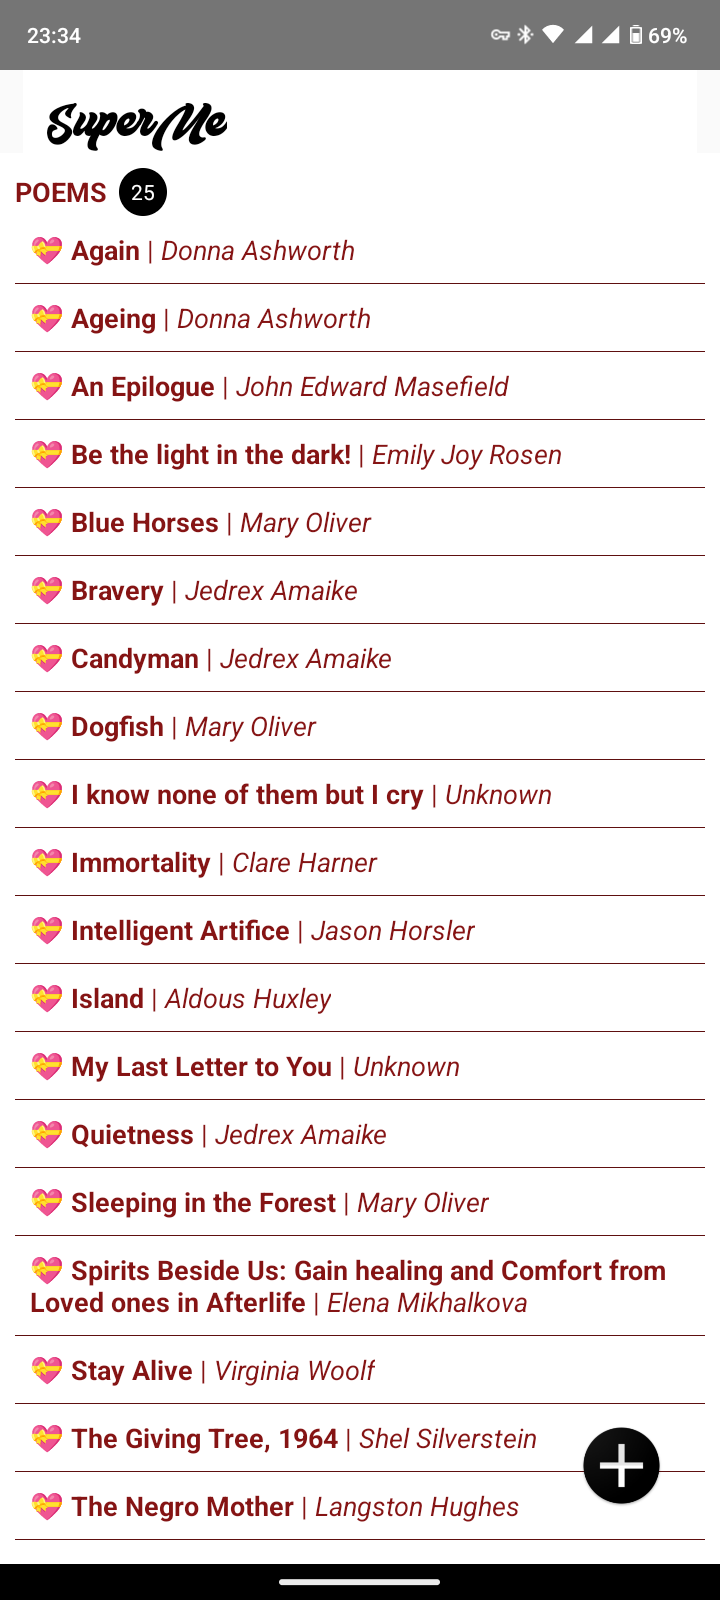 23:34
69%
SuperMe
POEMS 25
Again | Donna Ashworth
Ageing | Donna Ashworth
An Epilogue | John Edward Masefield
Be the light in the dark! | Emily Joy Rosen
Blue Horses | Mary Oliver
Bravery | Jedrex Amaike
Candyman | Jedrex Amaike
Dogfish | Mary Oliver
I know none of them but I cry | Unknown
Immortality | Clare Harner
Intelligent Artifice | Jason Horsler
Island | Aldous Huxley
My Last Letter to You | Unknown
Quietness | Jedrex Amaike
Sleeping in the Forest | Mary Oliver
Spirits Beside Us: Gain healing and Comfort from
Loved ones in Afterlife | Elena Mikhalkova
Stay Alive | Virginia Woolf
The Giving Tree, 1964 | Shel Silverstein
The Negro Mother | Langston Hughes